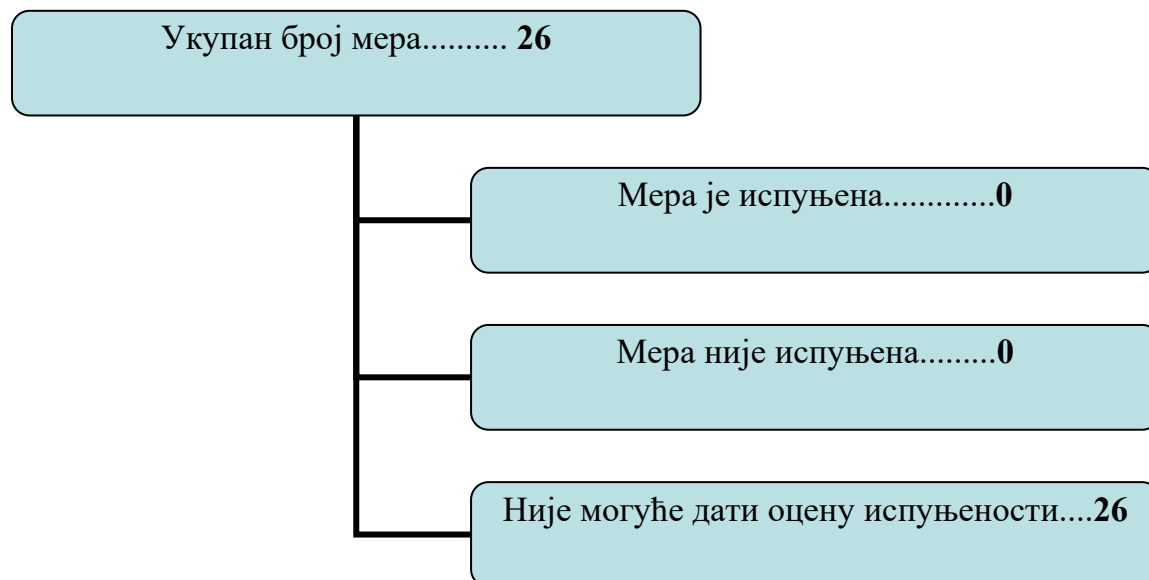 Укупан број мера.......... 26
Мера је испуњена.............0
Мера није испуњена.........0
Није могуће дати оцену испуњености....26